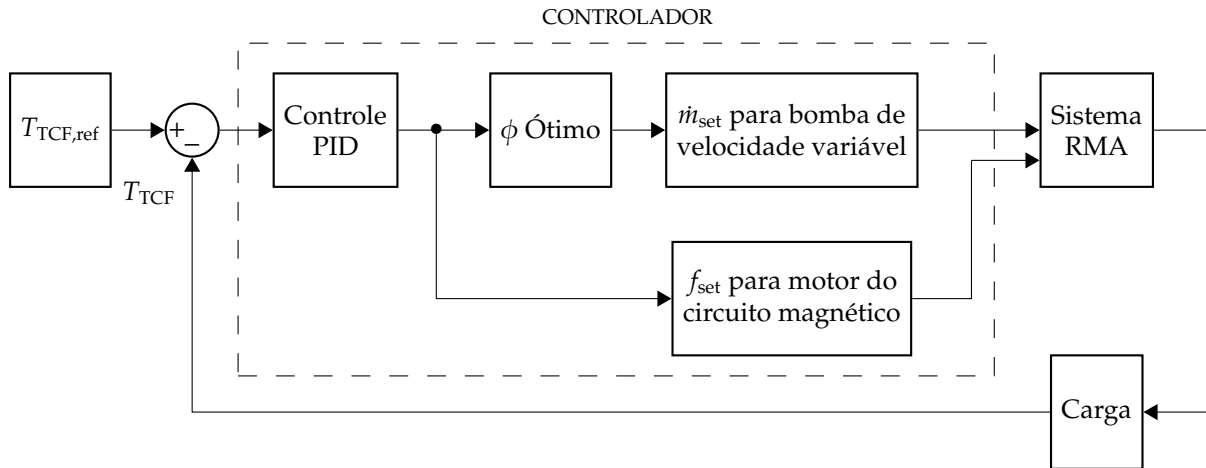 CONTROLADOR
T_TCF,ref
+
−
Controle
PID
ϕ Ótimo
ṁ_set para bomba de
velocidade variável
Sistema
RMA
T_TCF
f_set para motor do
circuito magnético
Carga